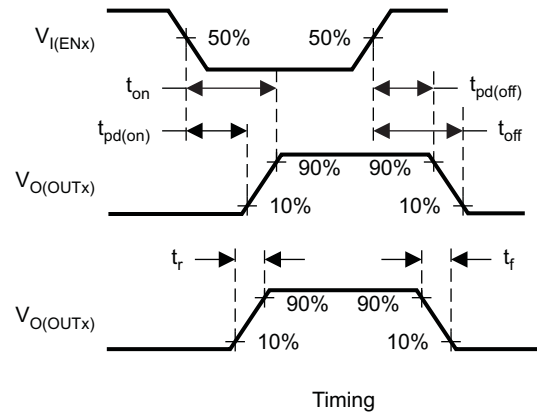 V_I(ENx)
50% 50%
t_on t_pd(off)
t_pd(on) t_off
V_O(OUTx)
90% 90%
10% 10%
t_r t_f
V_O(OUTx)
90% 90%
10% 10%
Timing